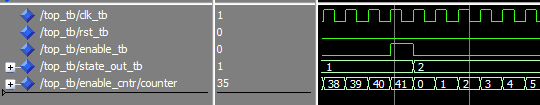 /top_tb/clk_tb 1
/top_tb/rst_tb 0
/top_tb/enable_tb 0
/top_tb/state_out_tb 1 1 2
/top_tb/enable_cntr/counter 35 38 39 40 41 0 1 2 3 4 5